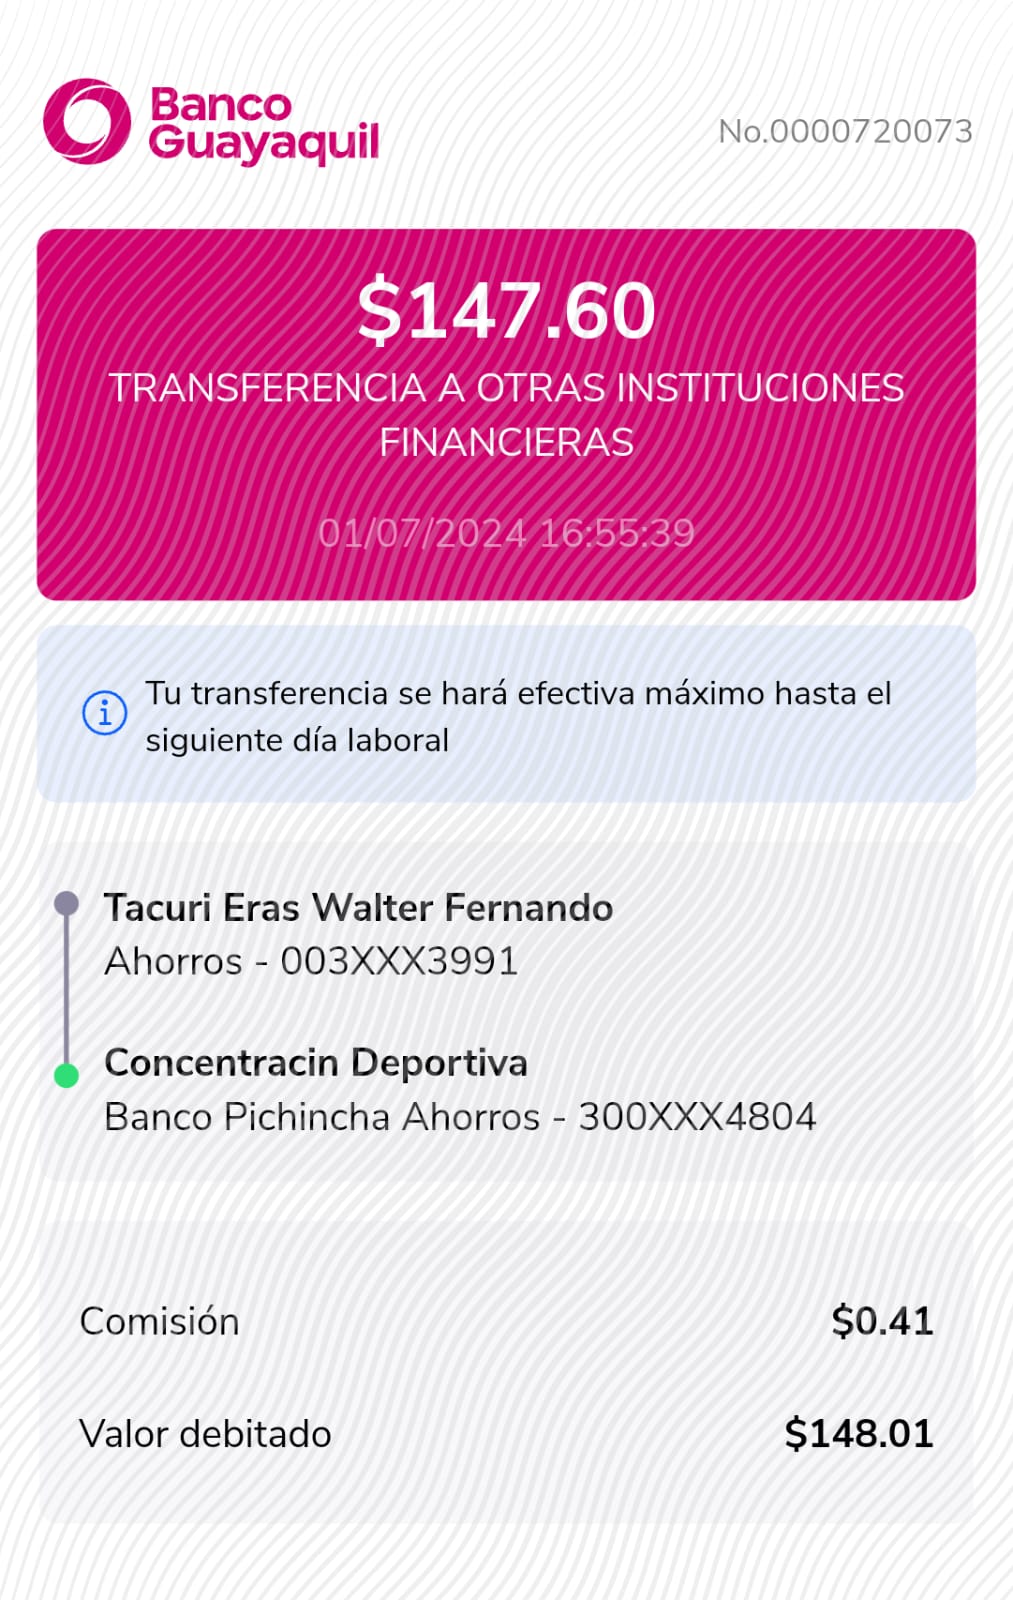 Banco
Guayaquil
No.0000720073
$147.60
TRANSFERENCIA A OTRAS INSTITUCIONES
FINANCIERAS
01/07/2024 16:55:39
Tu transferencia se hará efectiva máximo hasta el
siguiente día laboral
Tacuri Eras Walter Fernando
Ahorros - 003XXX3991
Concentracin Deportiva
Banco Pichincha Ahorros - 300XXX4804
Comisión $0.41
Valor debitado $148.01